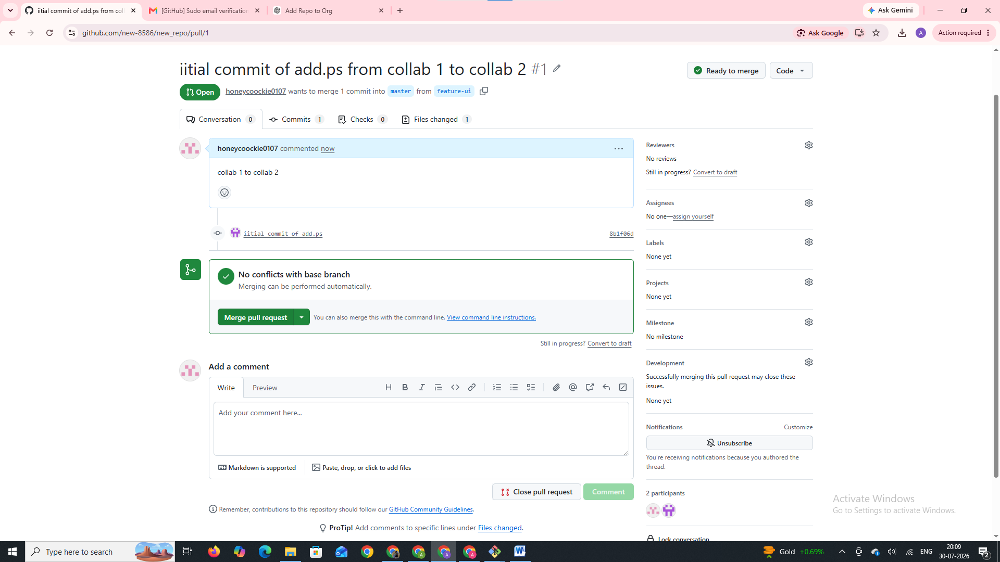 iitial commit of add.ps from coll
[GitHub] Sudo email verification
Add Repo to Org
Ask Gemini
github.com/new-8586/new_repo/pull/1
Ask Google
A
Action required
iitial commit of add.ps from collab 1 to collab 2 #1
Ready to merge
Code
Open
honeycoockie0107 wants to merge 1 commit into master from feature-ui
Conversation 0
Commits 1
Checks 0
Files changed 1
honeycoockie0107 commented now
collab 1 to collab 2
iitial commit of add.ps
8b1f06d
No conflicts with base branch
Merging can be performed automatically.
Merge pull request
You can also merge this with the command line. View command line instructions.
Still in progress? Convert to draft
Add a comment
Write
Preview
Add your comment here...
Markdown is supported
Paste, drop, or click to add files
Close pull request
Comment
Remember, contributions to this repository should follow our GitHub Community Guidelines.
ProTip! Add comments to specific lines under Files changed.
Reviewers
No reviews
Still in progress? Convert to draft
Assignees
No one—assign yourself
Labels
None yet
Projects
None yet
Milestone
No milestone
Development
Successfully merging this pull request may close these
issues.
None yet
Notifications
Customize
Unsubscribe
You're receiving notifications because you authored the
thread.
2 participants
Lock conversation
Activate Windows
Go to Settings to activate Windows.
Type here to search
Gold +0.69%
ENG
20:09
30-07-2026
2